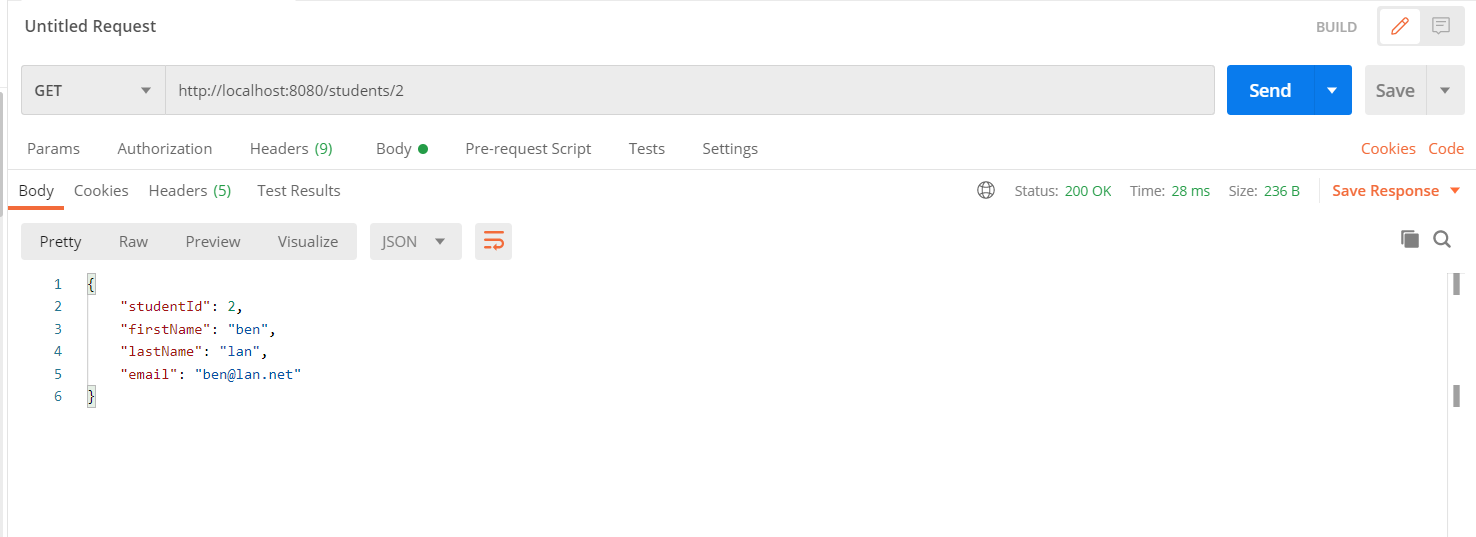 Untitled Request
BUILD
GET
http://localhost:8080/students/2
Send
Save
Params Authorization Headers (9) Body Pre-request Script Tests Settings
Cookies Code
Body Cookies Headers (5) Test Results
Status: 200 OK Time: 28 ms Size: 236 B
Save Response
Pretty Raw Preview Visualize JSON
1 {
2 "studentId": 2,
3 "firstName": "ben",
4 "lastName": "lan",
5 "email": "ben@lan.net"
6 }